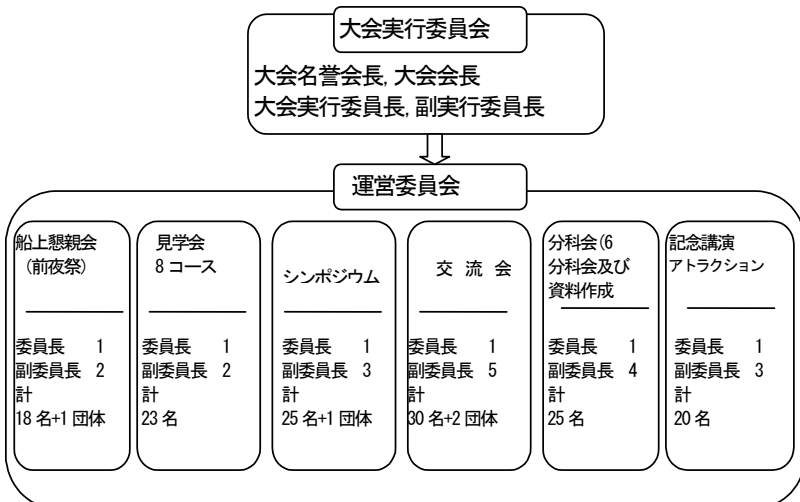 大会実行委員会
大会名誉会長, 大会会長
大会実行委員長, 副実行委員長
運営委員会
船上懇親会
(前夜祭)
委員長 1
副委員長 2
計
18 名+1 団体
見学会
8 コース
委員長 1
副委員長 2
計
23 名
シンポジウム
委員長 1
副委員長 3
計
25 名+1 団体
交 流 会
委員長 1
副委員長 5
計
30 名+2 団体
分科会(6
分科会及び
資料作成
委員長 1
副委員長 4
計
25 名
記念講演
アトラクション
委員長 1
副委員長 3
計
20 名